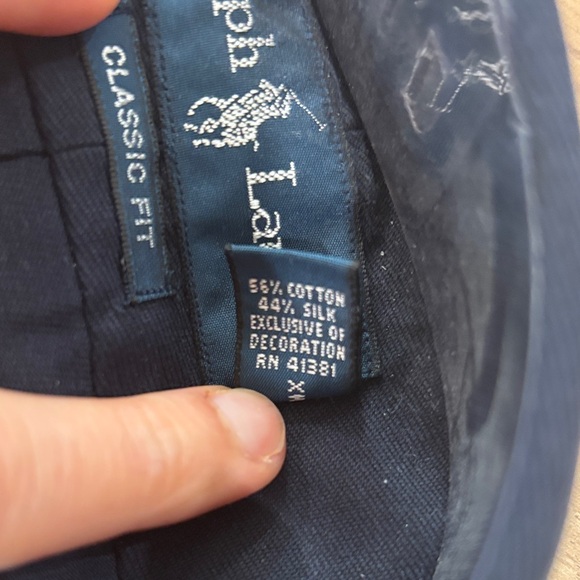 CLASSIC FIT
56% COTTON
44% SILK
EXCLUSIVE OF
DECORATION
RN 41381